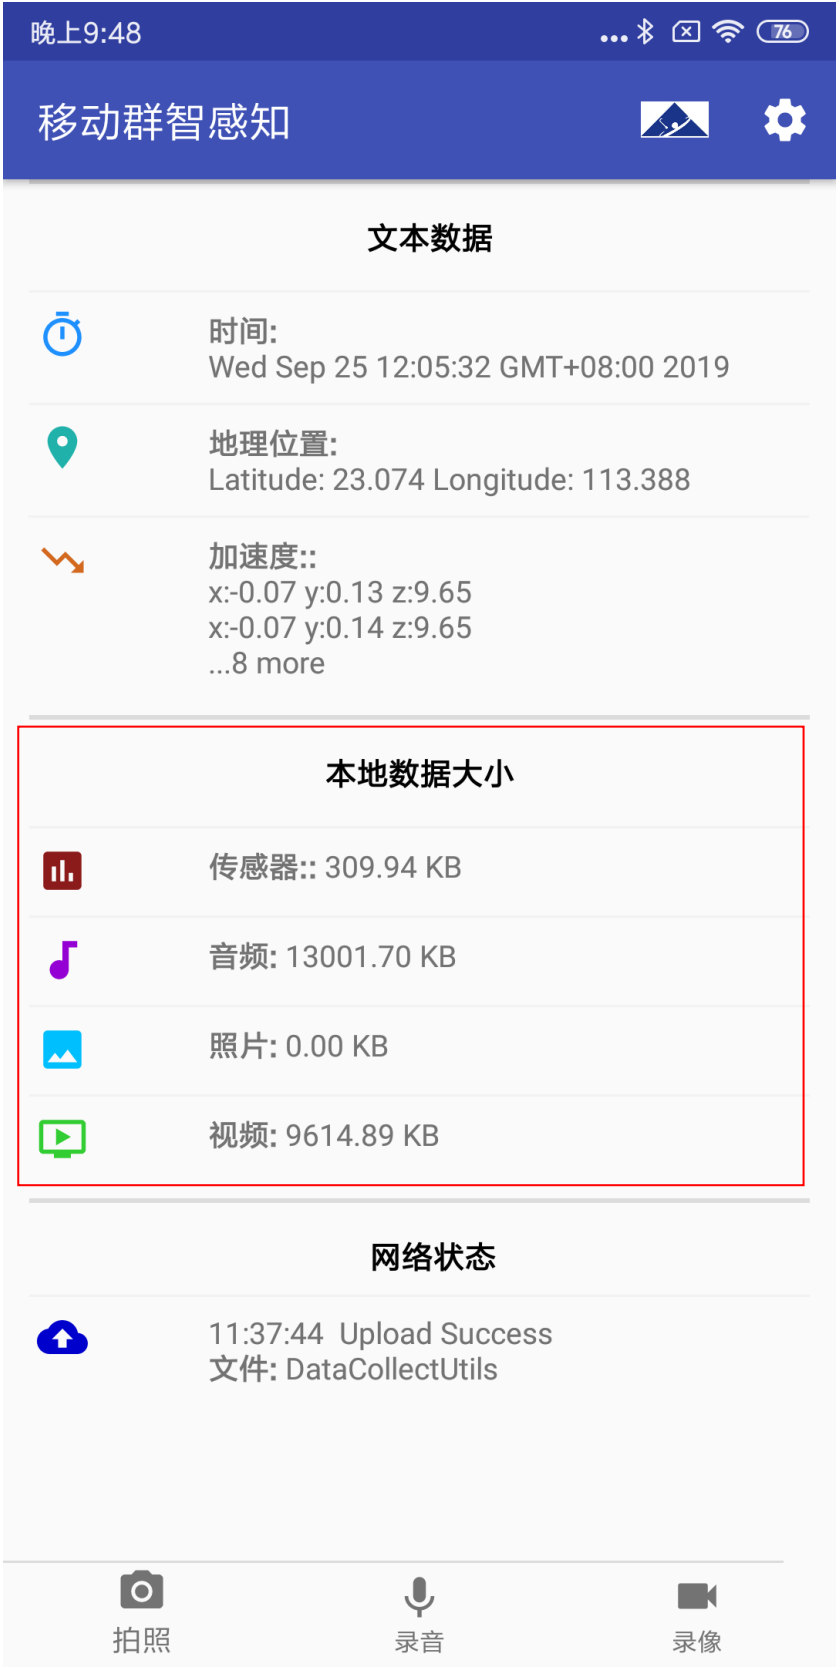 晚上9:48
76
移动群智感知
文本数据
时间:
Wed Sep 25 12:05:32 GMT+08:00 2019
地理位置:
Latitude: 23.074 Longitude: 113.388
加速度::
x:-0.07 y:0.13 z:9.65
x:-0.07 y:0.14 z:9.65
...8 more
本地数据大小
传感器:: 309.94 KB
音频: 13001.70 KB
照片: 0.00 KB
视频: 9614.89 KB
网络状态
11:37:44 Upload Success
文件: DataCollectUtils
拍照
录音
录像